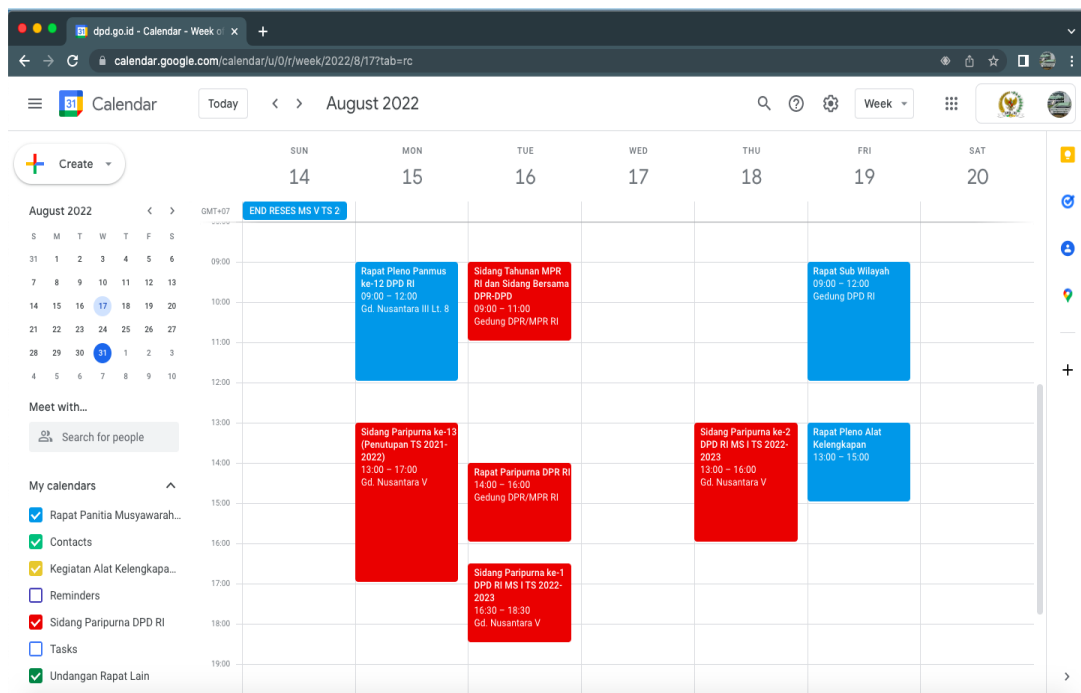 dpd.go.id - Calendar - Week of
calendar.google.com/calendar/u/0/r/week/2022/8/17?tab=rc
31 Calendar
Today
August 2022
Week
Create
SUN MON TUE WED THU FRI SAT
14 15 16 17 18 19 20
GMT+07
END RESES MS V TS 2
August 2022
S M T W T F S
31 1 2 3 4 5 6
7 8 9 10 11 12 13
14 15 16 17 18 19 20
21 22 23 24 25 26 27
28 29 30 31 1 2 3
4 5 6 7 8 9 10
Meet with...
Search for people
My calendars
Rapat Panitia Musyawarah...
Contacts
Kegiatan Alat Kelengkapa...
Reminders
Sidang Paripurna DPD RI
Tasks
Undangan Rapat Lain
09:00
10:00
11:00
12:00
13:00
14:00
15:00
16:00
17:00
18:00
19:00
Rapat Pleno Panmus
ke-12 DPD RI
09:00 – 12:00
Gd. Nusantara III Lt. 8
Sidang Paripurna ke-13
(Penutupan TS 2021-
2022)
13:00 – 17:00
Gd. Nusantara V
Sidang Tahunan MPR
RI dan Sidang Bersama
DPR-DPD
09:00 – 11:00
Gedung DPR/MPR RI
Rapat Paripurna DPR RI
14:00 – 16:00
Gedung DPR/MPR RI
Sidang Paripurna ke-1
DPD RI MS I TS 2022-
2023
16:30 – 18:30
Gd. Nusantara V
Sidang Paripurna ke-2
DPD RI MS I TS 2022-
2023
13:00 – 16:00
Gd. Nusantara V
Rapat Sub Wilayah
09:00 – 12:00
Gedung DPD RI
Rapat Pleno Alat
Kelengkapan
13:00 – 15:00